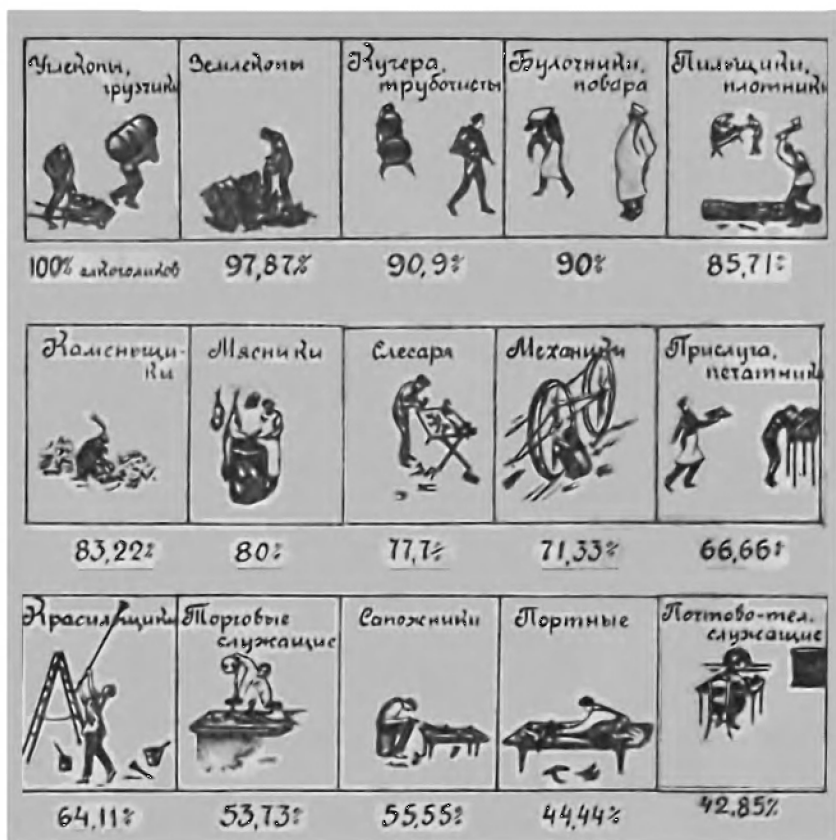 Углекопы,
грузчики
Землекопы
Кучера,
трубочисты
Булочники,
повара
Пильщики,
плотники
100% алкоголиков
97,87%
90,9%
90%
85,71%
Каменьщи-
ки
Мясники
Слесаря
Механики
Прислуга,
печатники
83,22%
80%
77,7%
71,33%
66,66%
Красильщики
Торговые
служащие
Сапожники
Портные
Почтово-тел.
служащие
64,11%
53,73%
55,55%
44,44%
42,85%